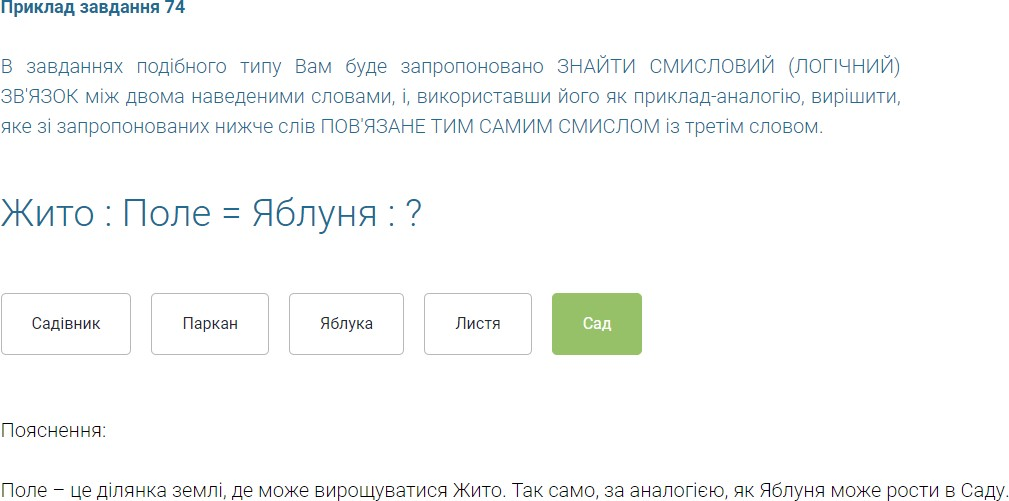 Приклад завдання 74
В завданнях подібного типу Вам буде запропоновано ЗНАЙТИ СМИСЛОВИЙ (ЛОГІЧНИЙ)
ЗВ'ЯЗОК між двома наведеними словами, і, використавши його як приклад-аналогію, вирішити,
яке зі запропонованих нижче слів ПОВ'ЯЗАНЕ ТИМ САМИМ СМИСЛОМ із третім словом.
Жито : Поле = Яблуня : ?
Садівник Паркан Яблука Листя Сад
Пояснення:
Поле – це ділянка землі, де може вирощуватися Жито. Так само, за аналогією, як Яблуня може рости в Саду.